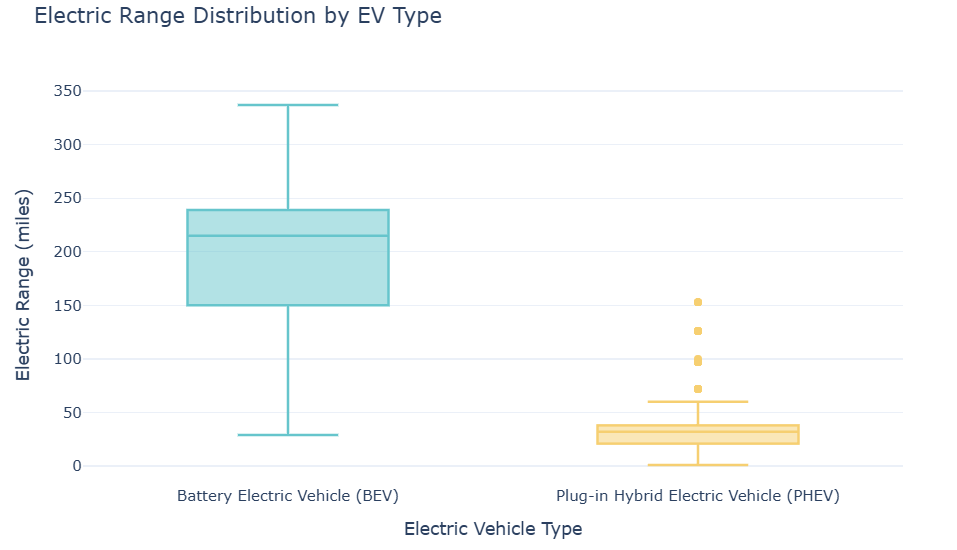 Electric Range Distribution by EV Type
Electric Range (miles)
350
300
250
200
150
100
50
0
Battery Electric Vehicle (BEV)
Plug-in Hybrid Electric Vehicle (PHEV)
Electric Vehicle Type